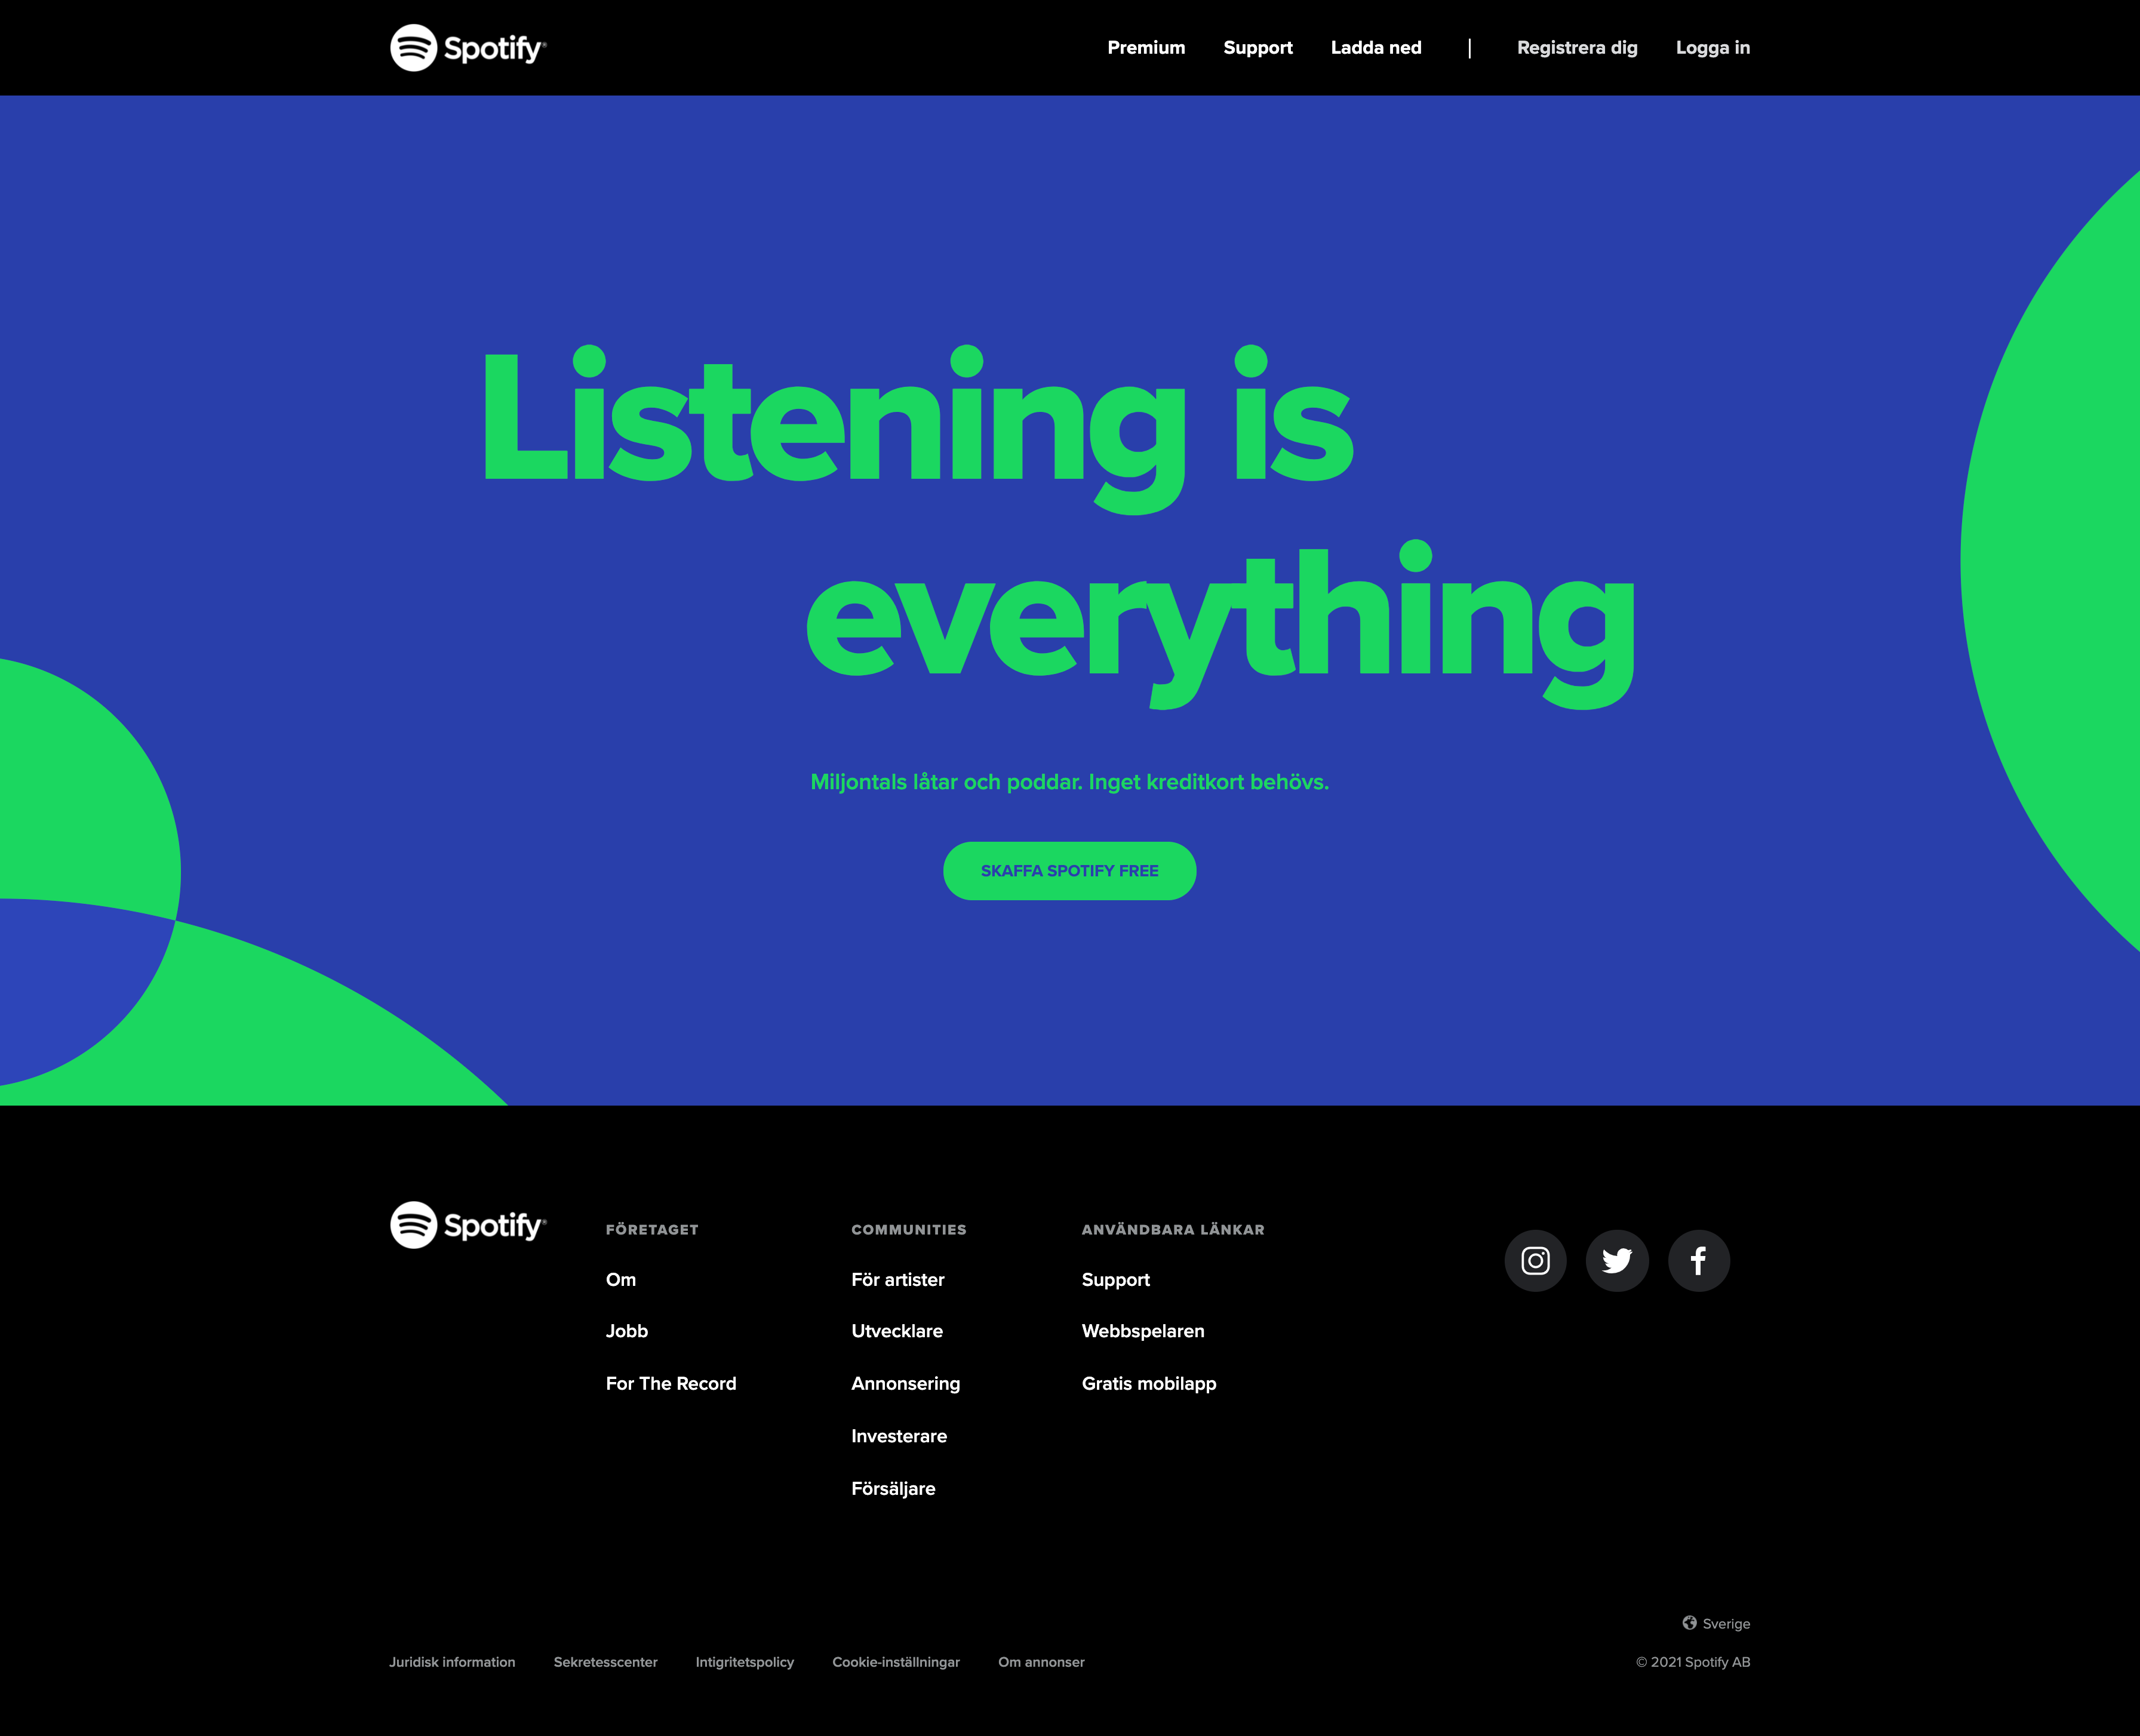 Spotify®
Premium Support Ladda ned | Registrera dig Logga in
Listening is
everything
Miljontals låtar och poddar. Inget kreditkort behövs.
SKAFFA SPOTIFY FREE
Spotify®
FÖRETAGET
Om
Jobb
For The Record
COMMUNITIES
För artister
Utvecklare
Annonsering
Investerare
Försäljare
ANVÄNDBARA LÄNKAR
Support
Webbspelaren
Gratis mobilapp
Sverige
Juridisk information Sekretesscenter Intigritetspolicy Cookie-inställningar Om annonser
© 2021 Spotify AB